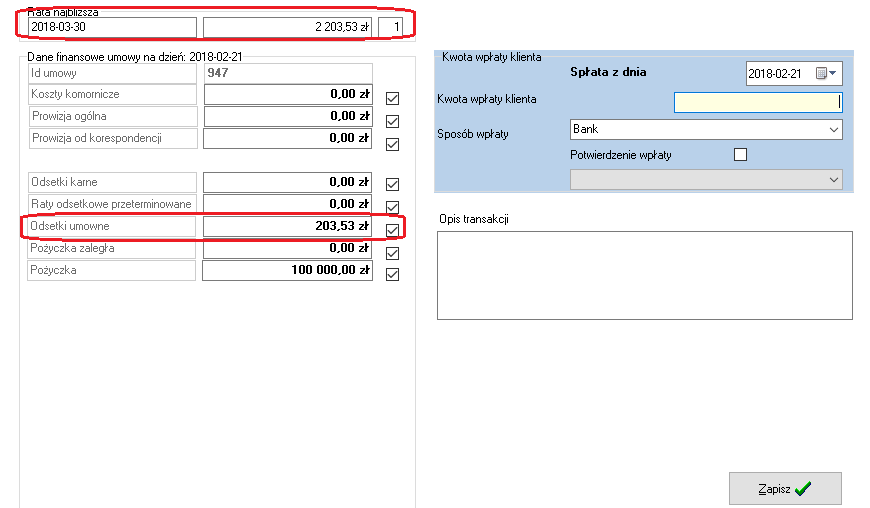 Rata najbliższa
2018-03-30 2 203,53 zł 1
Dane finansowe umowy na dzień: 2018-02-21
Id umowy 947
Koszty komornicze 0,00 zł
Prowizja ogólna 0,00 zł
Prowizja od korespondencji 0,00 zł
Odsetki karne 0,00 zł
Raty odsetkowe przeterminowane 0,00 zł
Odsetki umowne 203,53 zł
Pożyczka zaległa 0,00 zł
Pożyczka 100 000,00 zł
Kwota wpłaty klienta
Spłata z dnia 2018-02-21
Kwota wpłaty klienta
Sposób wpłaty Bank
Potwierdzenie wpłaty
Opis transakcji
Zapisz